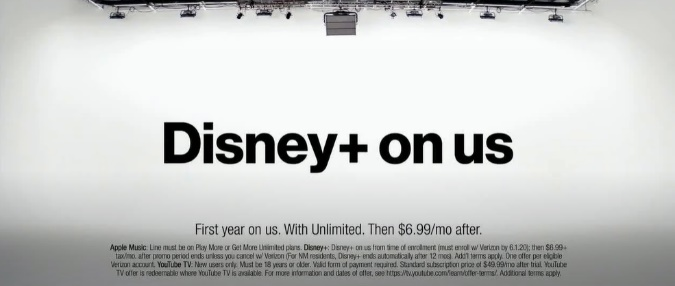 Disney+ on us
First year on us. With Unlimited. Then $6.99/mo after.
Apple Music: Line must be on Play More or Get More Unlimited plans. Disney+: Disney+ on us from time of enrollment (must enroll w/ Verizon by 6.1.20); then $6.99+
tax/mo. after promo period ends unless you cancel w/ Verizon (For NM residents, Disney+ ends automatically after 12 mos). Add'l terms apply. One offer per eligible
Verizon account. YouTube TV: New users only. Must be 18 years or older. Valid form of payment required. Standard subscription price of $49.99/mo after trial. YouTube
TV offer is redeemable where YouTube TV is available. For more information and dates of offer, see https://tv.youtube.com/learn/offer-terms/. Additional terms apply.